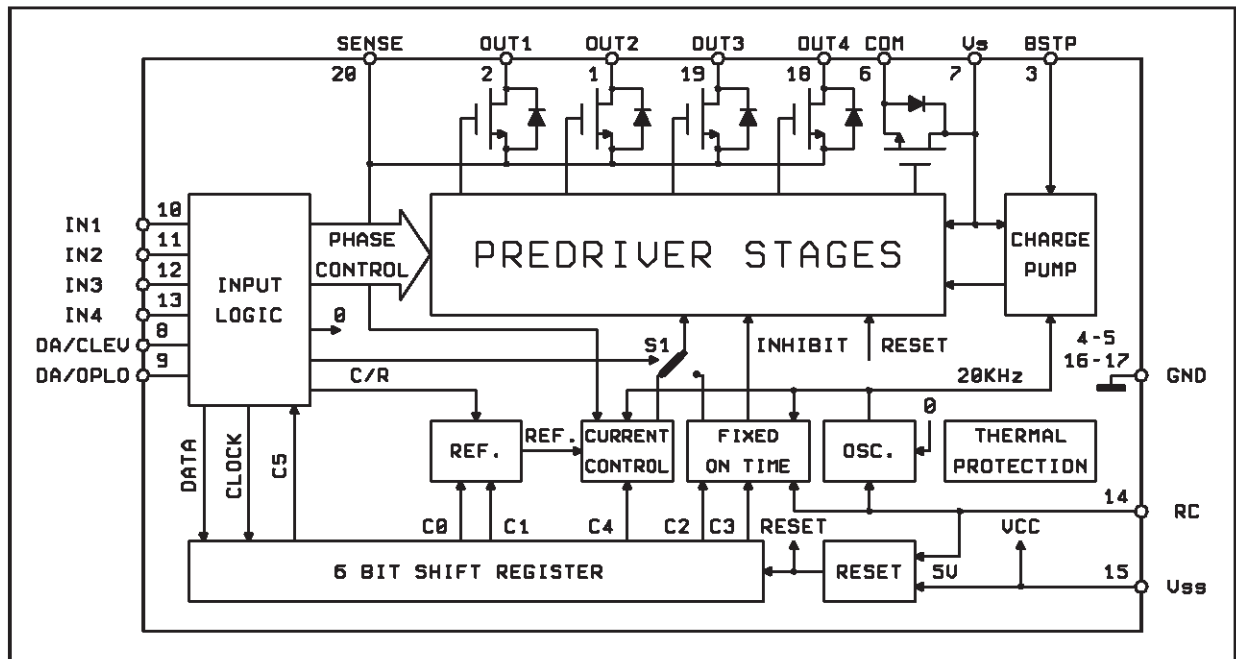 SENSE OUT1 OUT2 OUT3 OUT4 COM Vs BSTP
20 2 1 19 18 6 7 3
IN1 10
IN2 11
IN3 12
IN4 13
DA/CLEV 8
DA/OPLO 9
INPUT
LOGIC
PHASE
CONTROL
PREDRIVER STAGES
CHARGE
PUMP
0
S1
INHIBIT
RESET
4-5
16-17
GND
C/R
20KHz
0
DATA
CLOCK
C5
REF.
REF.
CURRENT
CONTROL
FIXED
ON TIME
OSC.
THERMAL
PROTECTION
14
RC
C0
C1
C4
C2
C3
RESET
VCC
6 BIT SHIFT REGISTER
RESET
5V
15
Vss